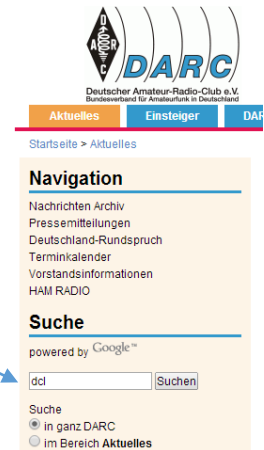 DARC
DARC
Deutscher Amateur-Radio-Club e.V.
Bundesverband für Amateurfunk in Deutschland
Aktuelles Einsteiger DAR
Startseite > Aktuelles
Navigation
Nachrichten Archiv
Pressemitteilungen
Deutschland-Rundspruch
Terminkalender
Vorstandsinformationen
HAM RADIO
Suche
powered by Google™
dcl Suchen
Suche
in ganz DARC
im Bereich Aktuelles